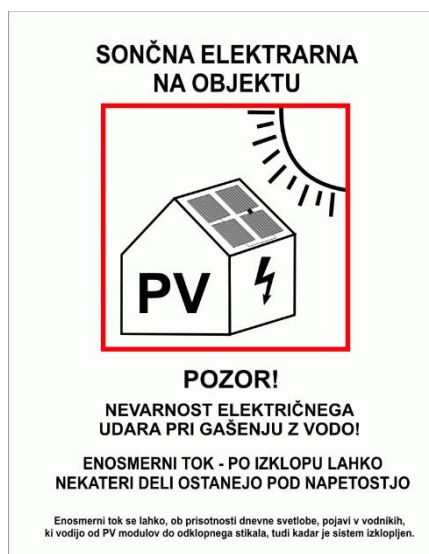 SONČNA ELEKTRARNA
NA OBJEKTU
PV
POZOR!
NEVARNOST ELEKTRIČNEGA
UDARA PRI GAŠENJU Z VODO!
ENOSMERNI TOK - PO IZKLOPU LAHKO
NEKATERI DELI OSTANEJO POD NAPETOSTJO
Enosmerni tok se lahko, ob prisotnosti dnevne svetlobe, pojavi v vodnikih,
ki vodijo od PV modulov do odklopnega stikala, tudi kadar je sistem izklopljen.